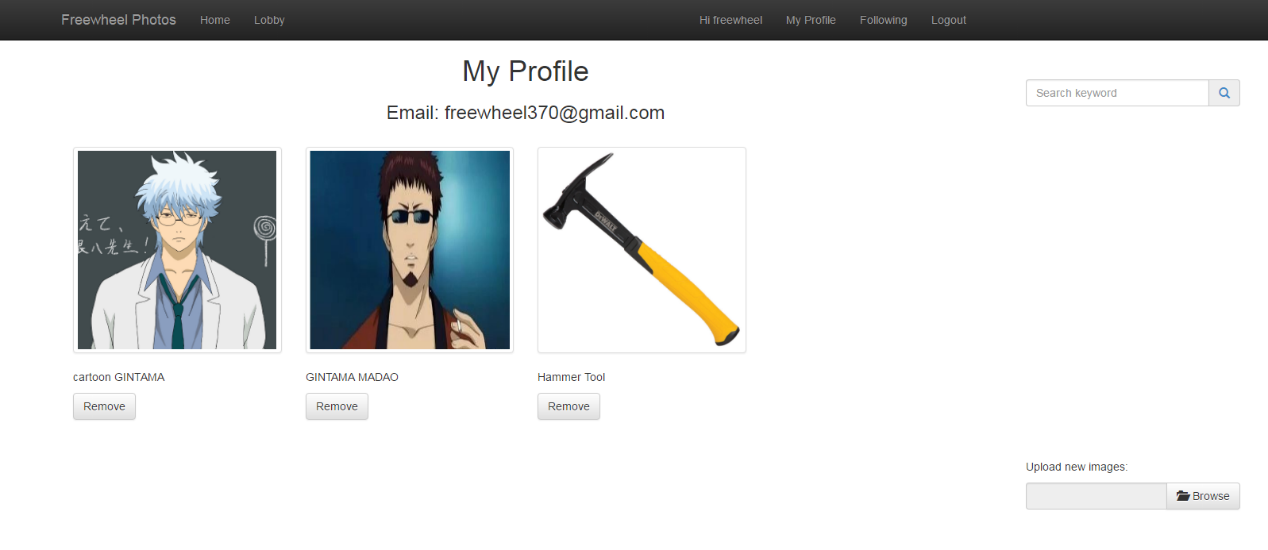 Freewheel Photos Home Lobby Hi freewheel My Profile Following Logout
My Profile
Search keyword
Email: freewheel370@gmail.com
えて、
八先生!
DEWALT
cartoon GINTAMA GINTAMA MADAO Hammer Tool
Remove Remove Remove
Upload new images:
Browse